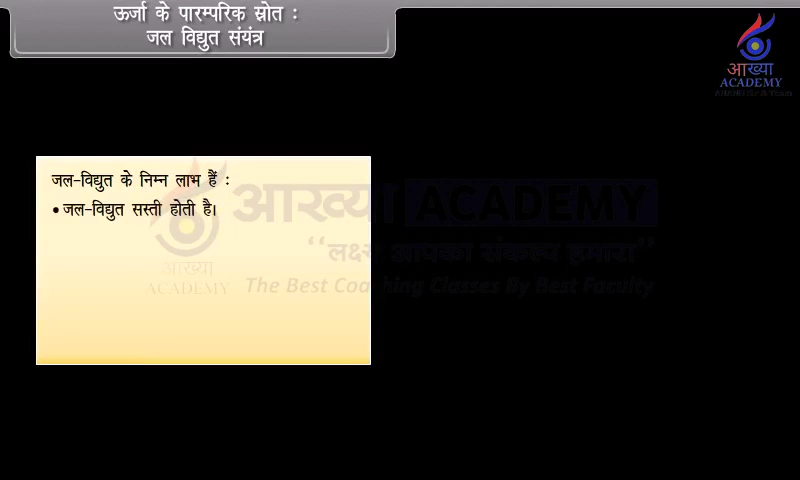 ऊर्जा के पारम्परिक स्रोत :
जल विद्युत संयंत्र
आख्या
ACADEMY
जल-विद्युत के निम्न लाभ हैं :
• जल-विद्युत सस्ती होती है।
आख्या ACADEMY
‘‘लक्ष्य आपका संकल्प हमारा’’
आख्या
ACADEMY
The Best Coaching Classes By Best Faculty